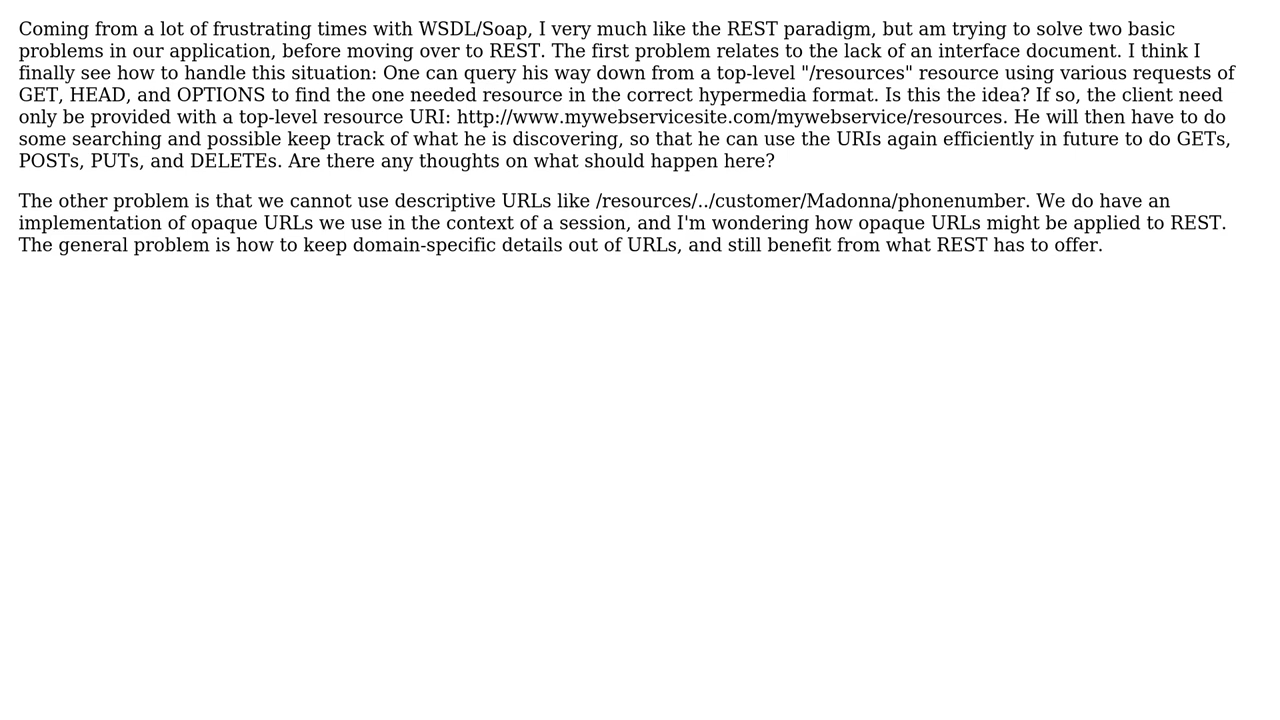 Coming from a lot of frustrating times with WSDL/Soap, I very much like the REST paradigm, but am trying to solve two basic
problems in our application, before moving over to REST. The first problem relates to the lack of an interface document. I think I
finally see how to handle this situation: One can query his way down from a top-level "/resources" resource using various requests of
GET, HEAD, and OPTIONS to find the one needed resource in the correct hypermedia format. Is this the idea? If so, the client need
only be provided with a top-level resource URI: http://www.mywebservicesite.com/mywebservice/resources. He will then have to do
some searching and possible keep track of what he is discovering, so that he can use the URIs again efficiently in future to do GETs,
POSTs, PUTs, and DELETEs. Are there any thoughts on what should happen here?
The other problem is that we cannot use descriptive URLs like /resources/../customer/Madonna/phonenumber. We do have an
implementation of opaque URLs we use in the context of a session, and I'm wondering how opaque URLs might be applied to REST.
The general problem is how to keep domain-specific details out of URLs, and still benefit from what REST has to offer.